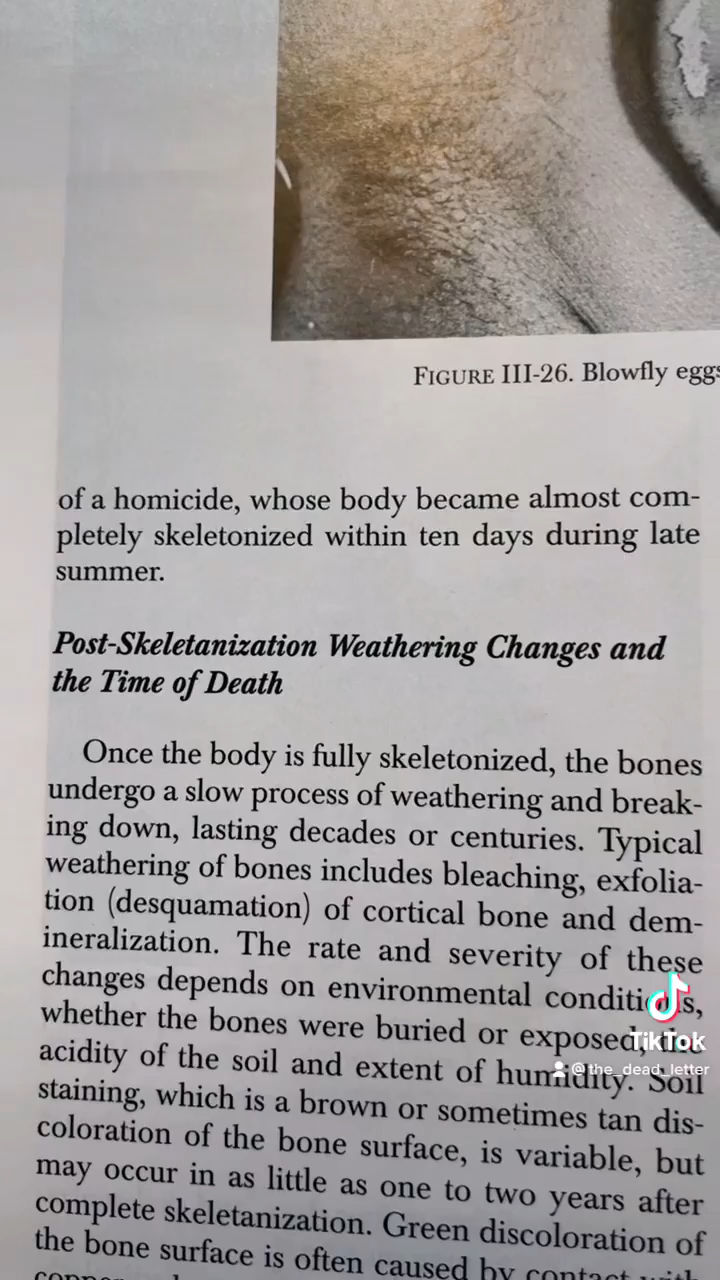 FIGURE III-26. Blowfly eggs
of a homicide, whose body became almost com-
pletely skeletonized within ten days during late
summer.
Post-Skeletanization Weathering Changes and
the Time of Death
Once the body is fully skeletonized, the bones
undergo a slow process of weathering and break-
ing down, lasting decades or centuries. Typical
weathering of bones includes bleaching, exfolia-
tion (desquamation) of cortical bone and dem-
ineralization. The rate and severity of these
changes depends on environmental conditions,
whether the bones were buried or exposed, the
acidity of the soil and extent of humidity. Soil
staining, which is a brown or sometimes tan dis-
coloration of the bone surface, is variable, but
may occur in as little as one to two years after
complete skeletanization. Green discoloration of
the bone surface is often caused by contact with
TikTok
@the_dead_letter